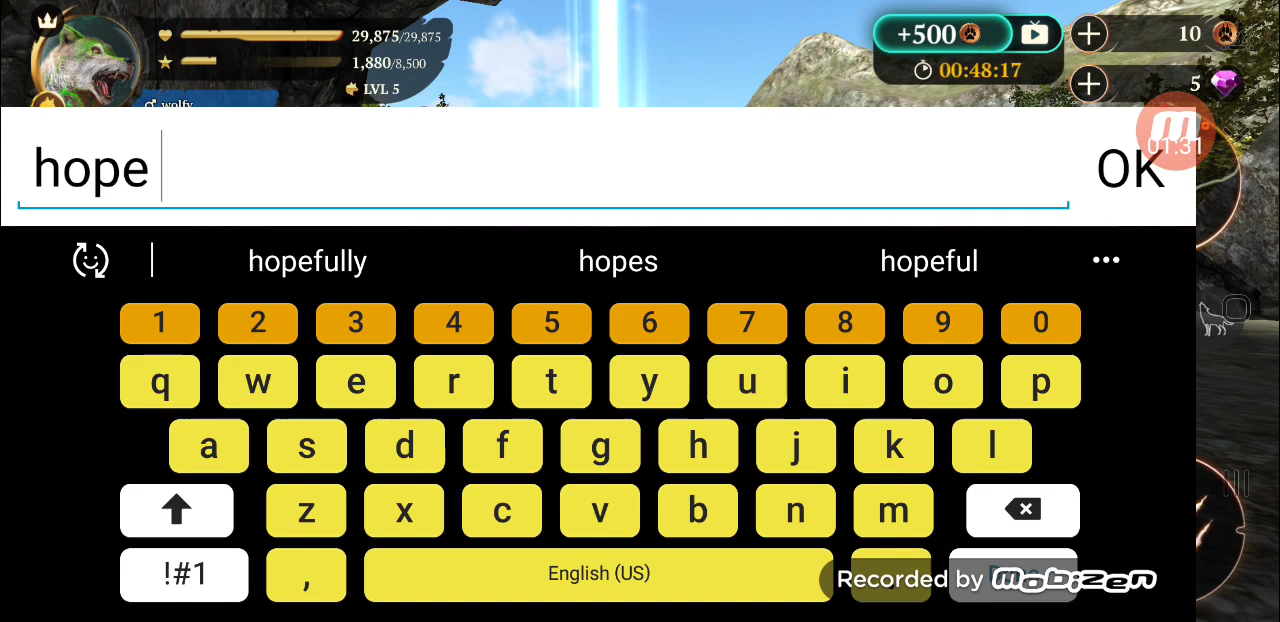 +500
29,875/29,875
10
1,880/8,500
00:48:17
LVL 5
5
wolfy
01:31
hope
OK
hopefully hopes hopeful
1 2 3 4 5 6 7 8 9 0
q w e r t y u i o p
a s d f g h j k l
z x c v b n m
!#1 , English (US)
Recorded by Mobizen